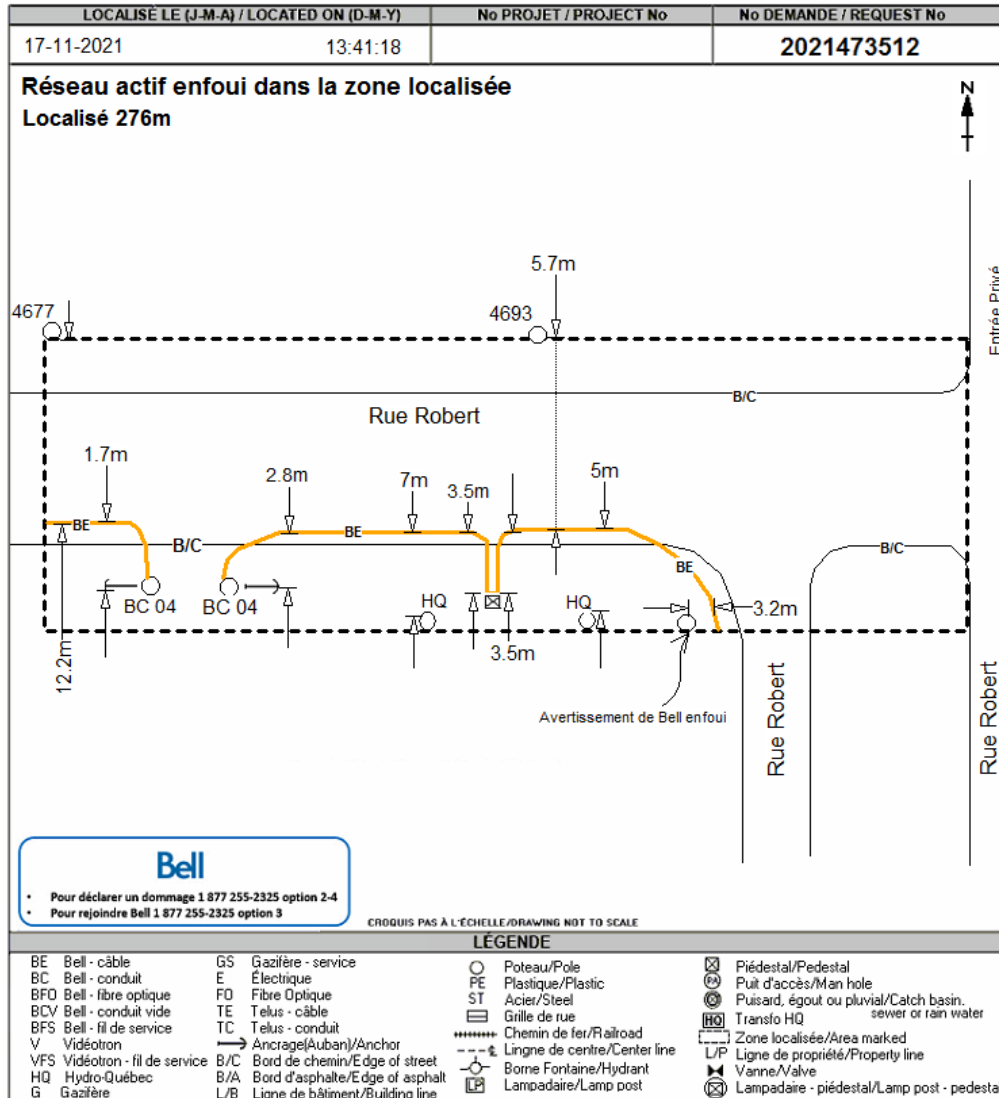 LOCALISÉ LE (J-M-A) / LOCATED ON (D-M-Y)
No PROJET / PROJECT No
No DEMANDE / REQUEST No
17-11-2021 13:41:18
2021473512
Réseau actif enfoui dans la zone localisée
Localisé 276m
N
5.7m
4677
4693
Entrée Privé
B/C
Rue Robert
1.7m
2.8m
7m
3.5m
5m
BE
BE
B/C
B/C
BE
BC 04
BC 04
HQ
HQ
3.2m
12.2m
3.5m
Avertissement de Bell enfoui
Rue Robert
Rue Robert
Bell
• Pour déclarer un dommage 1 877 255-2325 option 2-4
• Pour rejoindre Bell 1 877 255-2325 option 3
CROQUIS PAS À L'ÉCHELLE/DRAWING NOT TO SCALE
LÉGENDE
BE Bell - câble
BC Bell - conduit
BFO Bell - fibre optique
BCV Bell - conduit vide
BFS Bell - fil de service
V Vidéotron
VFS Vidéotron - fil de service
HQ Hydro-Québec
G Gazifère
GS Gazifère - service
E Électrique
FO Fibre Optique
TE Telus - câble
TC Telus - conduit
Ancrage(Auban)/Anchor
B/C Bord de chemin/Edge of street
B/A Bord d'asphalte/Edge of asphalt
L/B Ligne de bâtiment/Building line
Poteau/Pole
PE Plastique/Plastic
ST Acier/Steel
Grille de rue
Chemin de fer/Railroad
Lingne de centre/Center line
Borne Fontaine/Hydrant
LP Lampadaire/Lamp post
Piédestal/Pedestal
PA Puit d'accès/Man hole
Puisard, égout ou pluvial/Catch basin.
sewer or rain water
HQ Transfo HQ
Zone localisée/Area marked
L/P Ligne de propriété/Property line
Vanne/Valve
Lampadaire - piédestal/Lamp post - pedesta